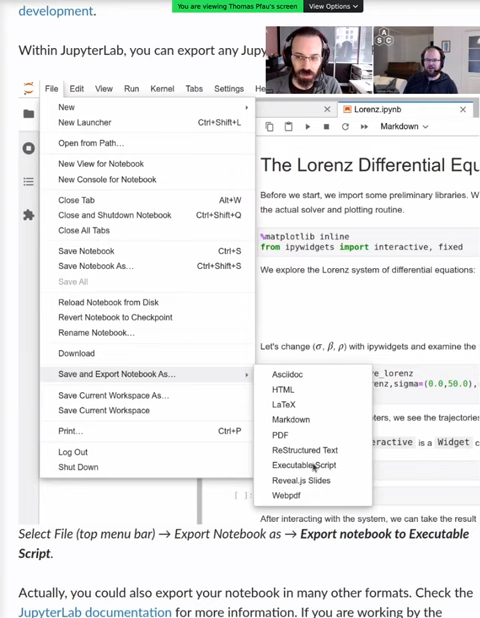 You are viewing Thomas Pfau's screen
View Options
development.
Within JupyterLab, you can export any Jupy
File Edit View Run Kernel Tabs Settings He
New
New Launcher Ctrl+Shift+L
Open from Path…
New View for Notebook
New Console for Notebook
Close Tab Alt+W
Close and Shutdown Notebook Ctrl+Shift+Q
Close All Tabs
Save Notebook Ctrl+S
Save Notebook As… Ctrl+Shift+S
Save All
Reload Notebook from Disk
Revert Notebook to Checkpoint
Rename Notebook…
Download
Save and Export Notebook As…
Save Current Workspace As…
Save Current Workspace
Print… Ctrl+P
Log Out
Shut Down
Asciidoc
HTML
LaTeX
Markdown
PDF
ReStructured Text
Executable Script
Reveal.js Slides
Webpdf
Lorenz.ipynb
Markdown
The Lorenz Differential Equ
Before we start, we import some preliminary libraries. W
the actual solver and plotting routine.
%matplotlib inline
from ipywidgets import interactive, fixed
We explore the Lorenz system of differential equations:
Let's change (σ, β, ρ) with ipywidgets and examine the
ve_lorenz
renz,sigma=(0.0,50.0),
ters, we see the trajectories
eractive is a Widget c
[ ]:
After interacting with the system, we can take the result
Select File (top menu bar) → Export Notebook as → Export notebook to Executable
Script.
Actually, you could also export your notebook in many other formats. Check the
JupyterLab documentation for more information. If you are working by the
A
S C